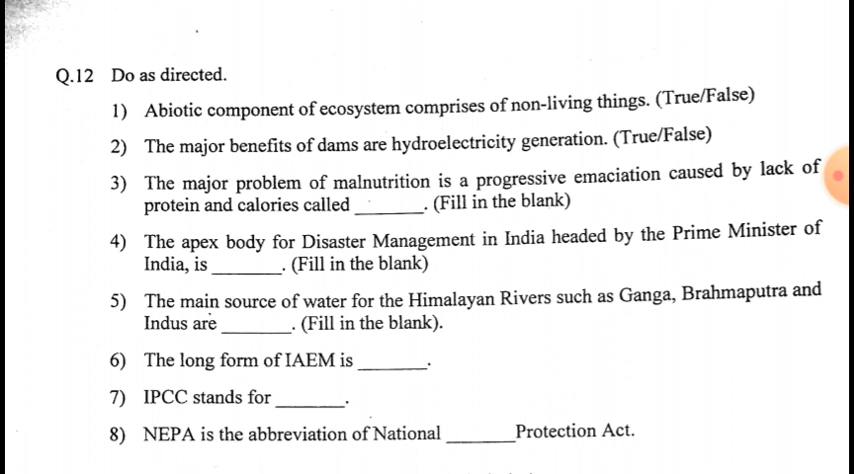 Q.12 Do as directed.
1) Abiotic component of ecosystem comprises of non-living things. (True/False)
2) The major benefits of dams are hydroelectricity generation. (True/False)
3) The major problem of malnutrition is a progressive emaciation caused by lack of
protein and calories called _______. (Fill in the blank)
4) The apex body for Disaster Management in India headed by the Prime Minister of
India, is _______. (Fill in the blank)
5) The main source of water for the Himalayan Rivers such as Ganga, Brahmaputra and
Indus are _______. (Fill in the blank).
6) The long form of IAEM is _______.
7) IPCC stands for _______.
8) NEPA is the abbreviation of National _______Protection Act.